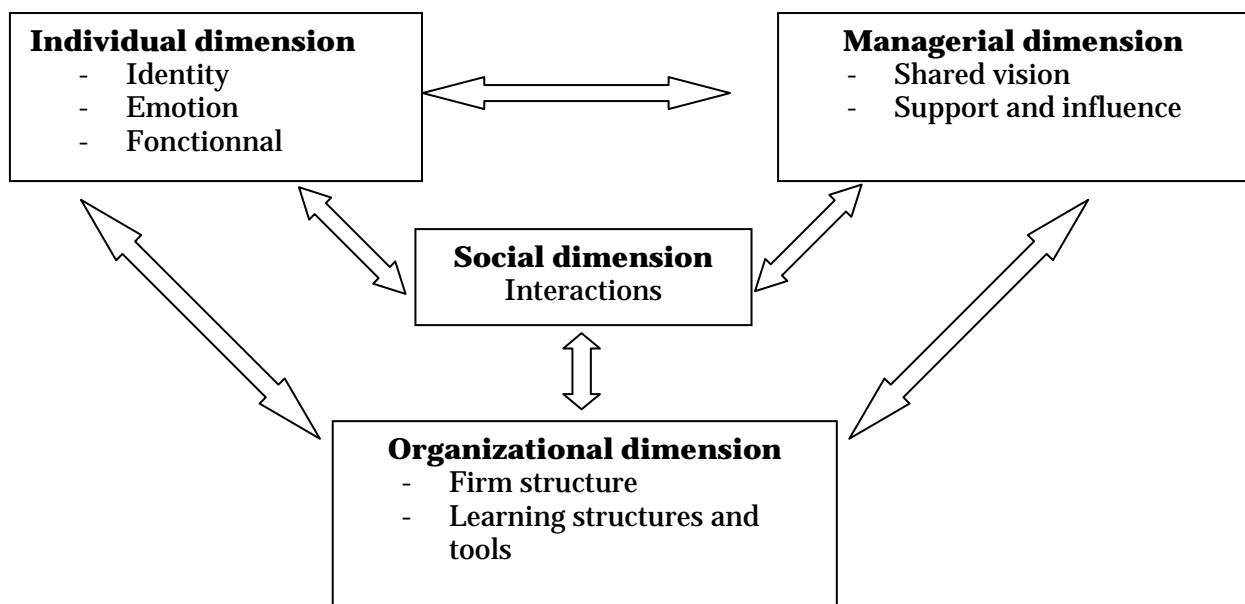 Individual dimension
- Identity
- Emotion
- Fonctionnal
Managerial dimension
- Shared vision
- Support and influence
Social dimension
Interactions
Organizational dimension
- Firm structure
- Learning structures and
tools